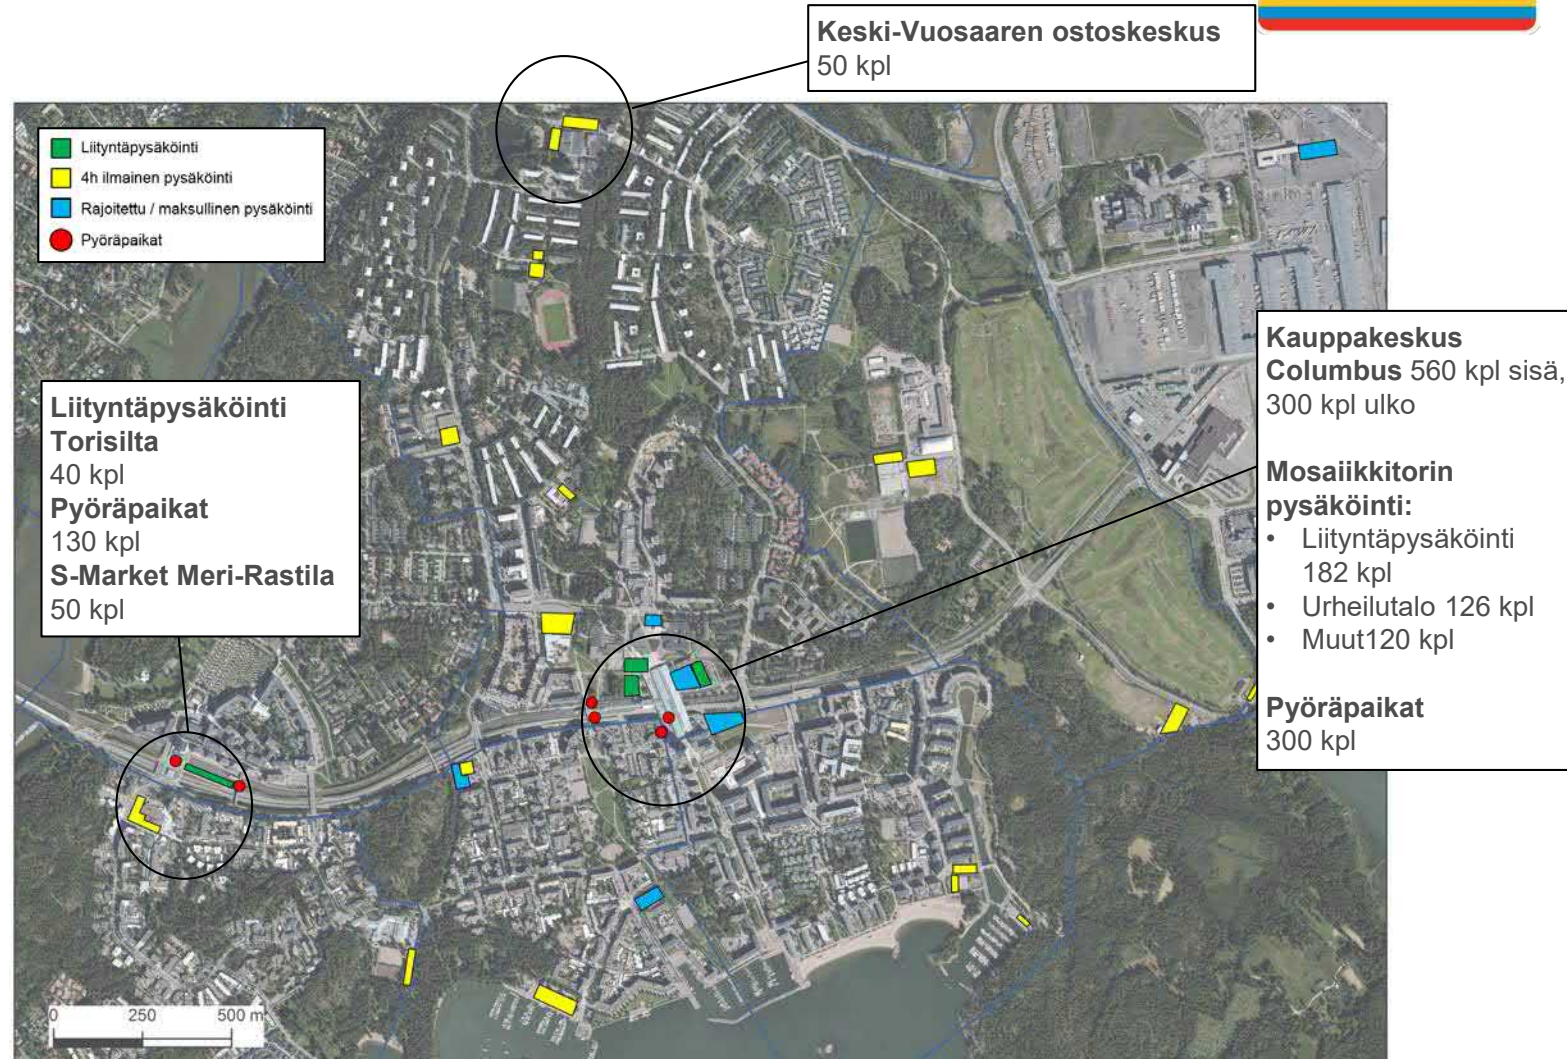 Keski-Vuosaaren ostoskeskus
50 kpl
Liityntäpysäköinti
4h ilmainen pysäköinti
Rajoitettu / maksullinen pysäköinti
Pyöräpaikat
Liityntäpysäköinti
Torisilta
40 kpl
Pyöräpaikat
130 kpl
S-Market Meri-Rastila
50 kpl
Kauppakeskus
Columbus 560 kpl sisä,
300 kpl ulko
Mosaiikkitorin
pysäköinti:
• Liityntäpysäköinti
182 kpl
• Urheilutalo 126 kpl
• Muut120 kpl
Pyöräpaikat
300 kpl
0 250 500 m